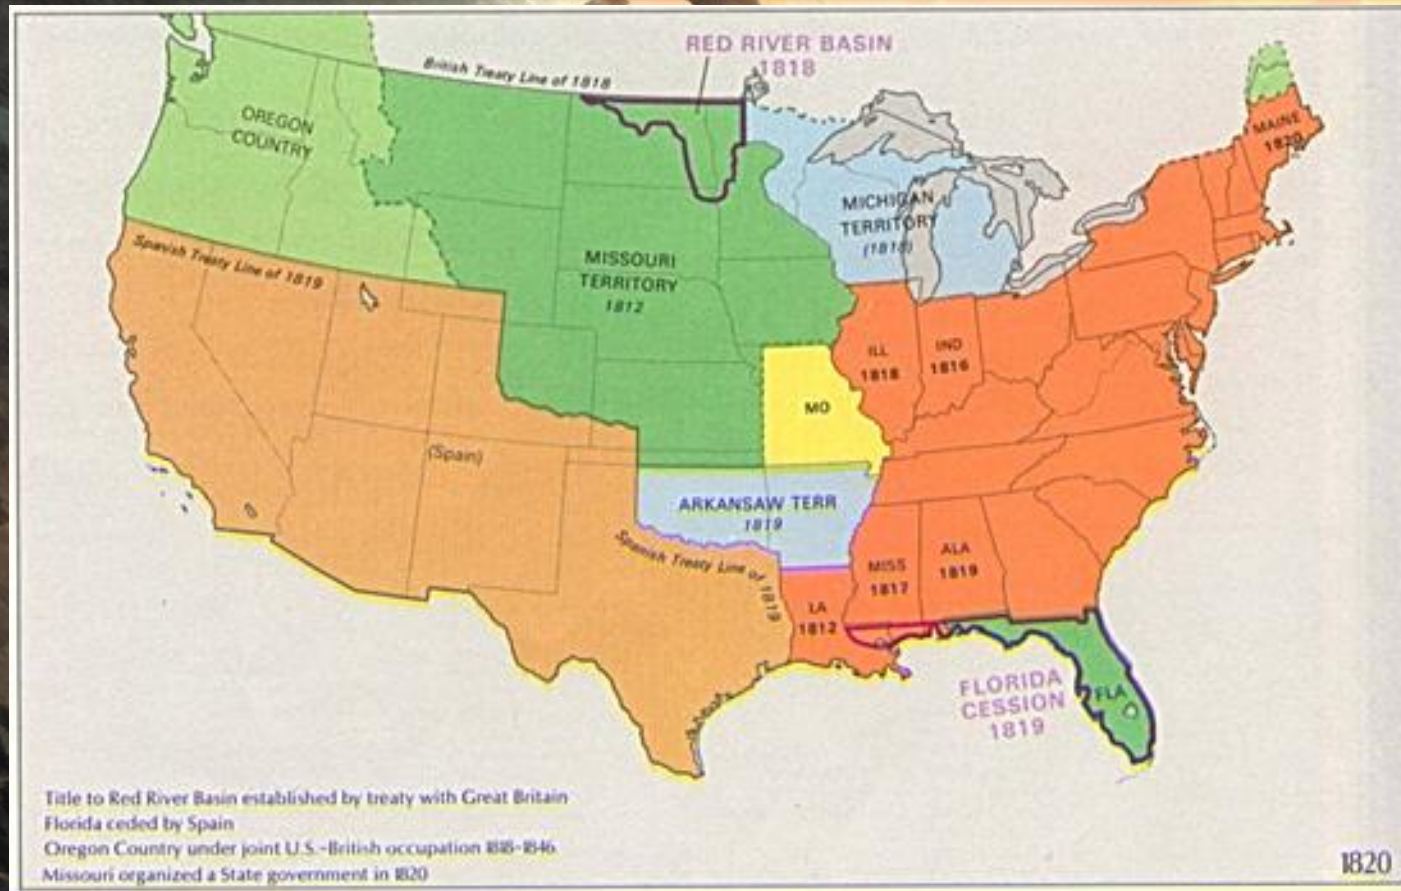 RED RIVER BASIN
1818
British Treaty Line of 1818
OREGON
COUNTRY
MAINE
1820
MICHIGAN
TERRITORY
(1818)
Spanish Treaty Line of 1819
MISSOURI
TERRITORY
1812
ILL
1818
IND
1816
MO
(Spain)
ARKANSAW TERR
1819
Spanish Treaty Line of 1819
MISS
1817
ALA
1819
LA
1812
FLORIDA
CESSION
1819
FLA
Title to Red River Basin established by treaty with Great Britain
Florida ceded by Spain
Oregon Country under joint U.S.-British occupation 1818-1846
Missouri organized a State government in 1820
1820